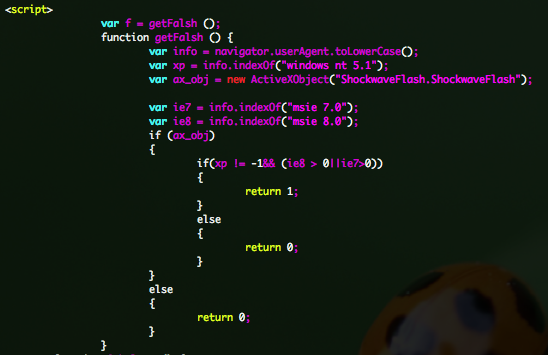 <script>
var f = getFalsh ();
function getFalsh () {
var info = navigator.userAgent.toLowerCase();
var xp = info.indexOf("windows nt 5.1");
var ax_obj = new ActiveXObject("ShockwaveFlash.ShockwaveFlash");
var ie7 = info.indexOf("msie 7.0");
var ie8 = info.indexOf("msie 8.0");
if (ax_obj)
{
if(xp != -1&& (ie8 > 0||ie7>0))
{
return 1;
}
else
{
return 0;
}
}
else
{
return 0;
}
}